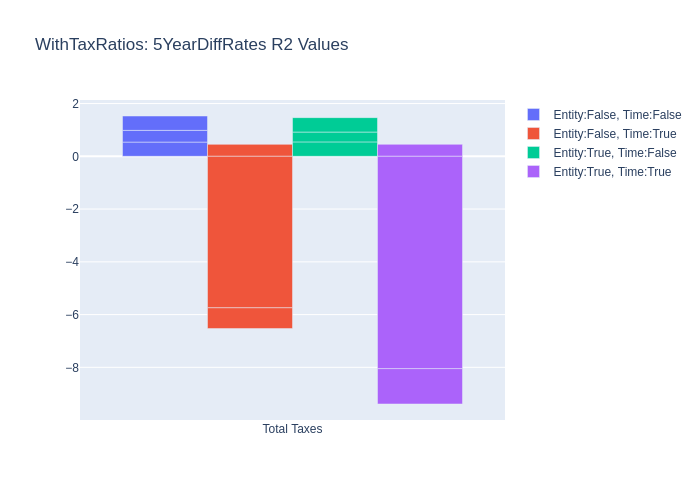 WithTaxRatios: 5YearDiffRates R2 Values
2
0
−2
−4
−6
−8
Total Taxes
Entity:False, Time:False
Entity:False, Time:True
Entity:True, Time:False
Entity:True, Time:True